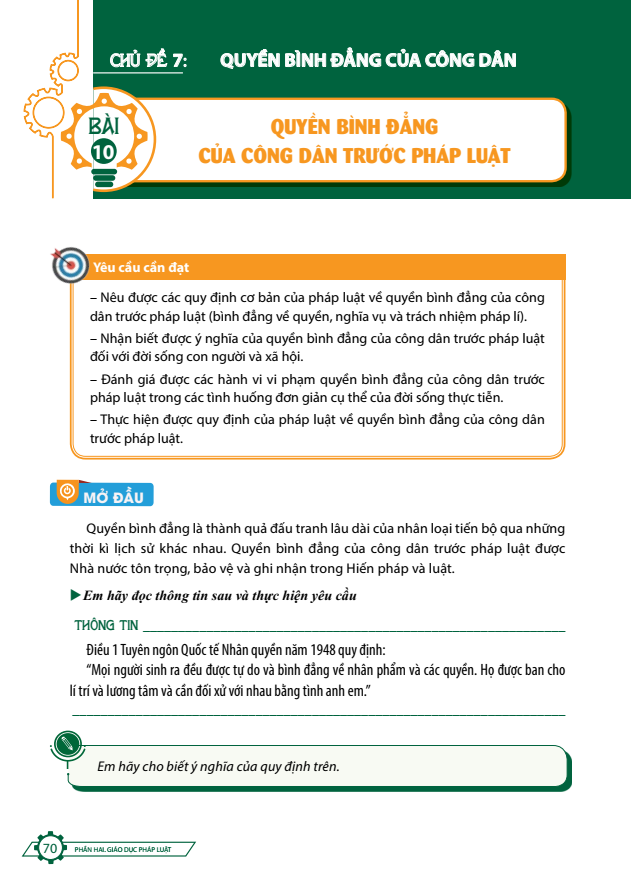 CHỦ ĐỀ 7: QUYỀN BÌNH ĐẲNG CỦA CÔNG DÂN
BÀI
10
QUYỀN BÌNH ĐẲNG
CỦA CÔNG DÂN TRƯỚC PHÁP LUẬT
Yêu cầu cần đạt
– Nêu được các quy định cơ bản của pháp luật về quyền bình đẳng của công
dân trước pháp luật (bình đẳng về quyền, nghĩa vụ và trách nhiệm pháp lí).
– Nhận biết được ý nghĩa của quyền bình đẳng của công dân trước pháp luật
đối với đời sống con người và xã hội.
– Đánh giá được các hành vi vi phạm quyền bình đẳng của công dân trước
pháp luật trong các tình huống đơn giản cụ thể của đời sống thực tiễn.
– Thực hiện được quy định của pháp luật về quyền bình đẳng của công dân
trước pháp luật.
MỞ ĐẦU
Quyền bình đẳng là thành quả đấu tranh lâu dài của nhân loại tiến bộ qua những
thời kì lịch sử khác nhau. Quyền bình đẳng của công dân trước pháp luật được
Nhà nước tôn trọng, bảo vệ và ghi nhận trong Hiến pháp và luật.
Em hãy đọc thông tin sau và thực hiện yêu cầu
THÔNG TIN
Điều 1 Tuyên ngôn Quốc tế Nhân quyền năm 1948 quy định:
“Mọi người sinh ra đều được tự do và bình đẳng về nhân phẩm và các quyền. Họ được ban cho
lí trí và lương tâm và cần đối xử với nhau bằng tình anh em.”
Em hãy cho biết ý nghĩa của quy định trên.
70 PHẦN HAI. GIÁO DỤC PHÁP LUẬT